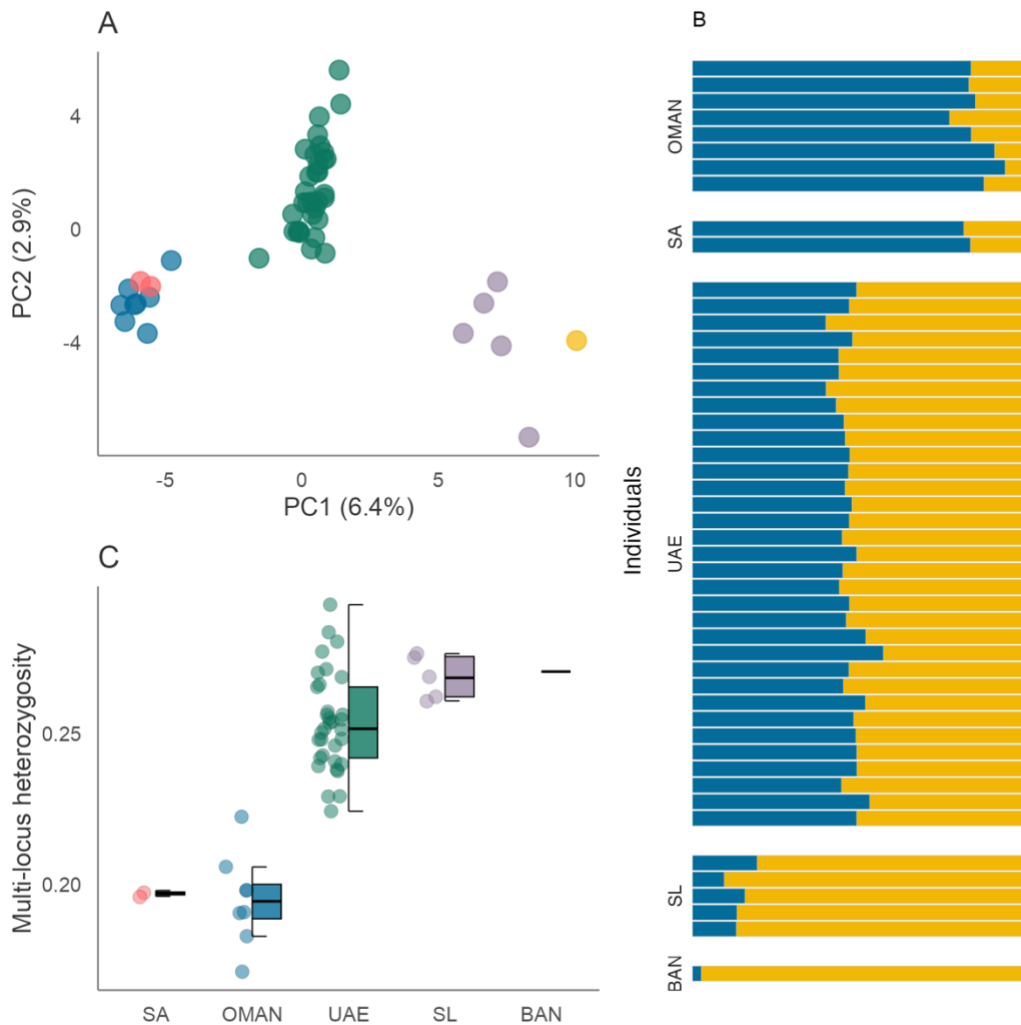 A
PC2 (2.9%)
4
0
-4
-5
0
5
10
PC1 (6.4%)
B
Individuals
OMAN
SA
UAE
SL
BAN
C
Multi-locus heterozygosity
0.25
0.20
SA
OMAN
UAE
SL
BAN